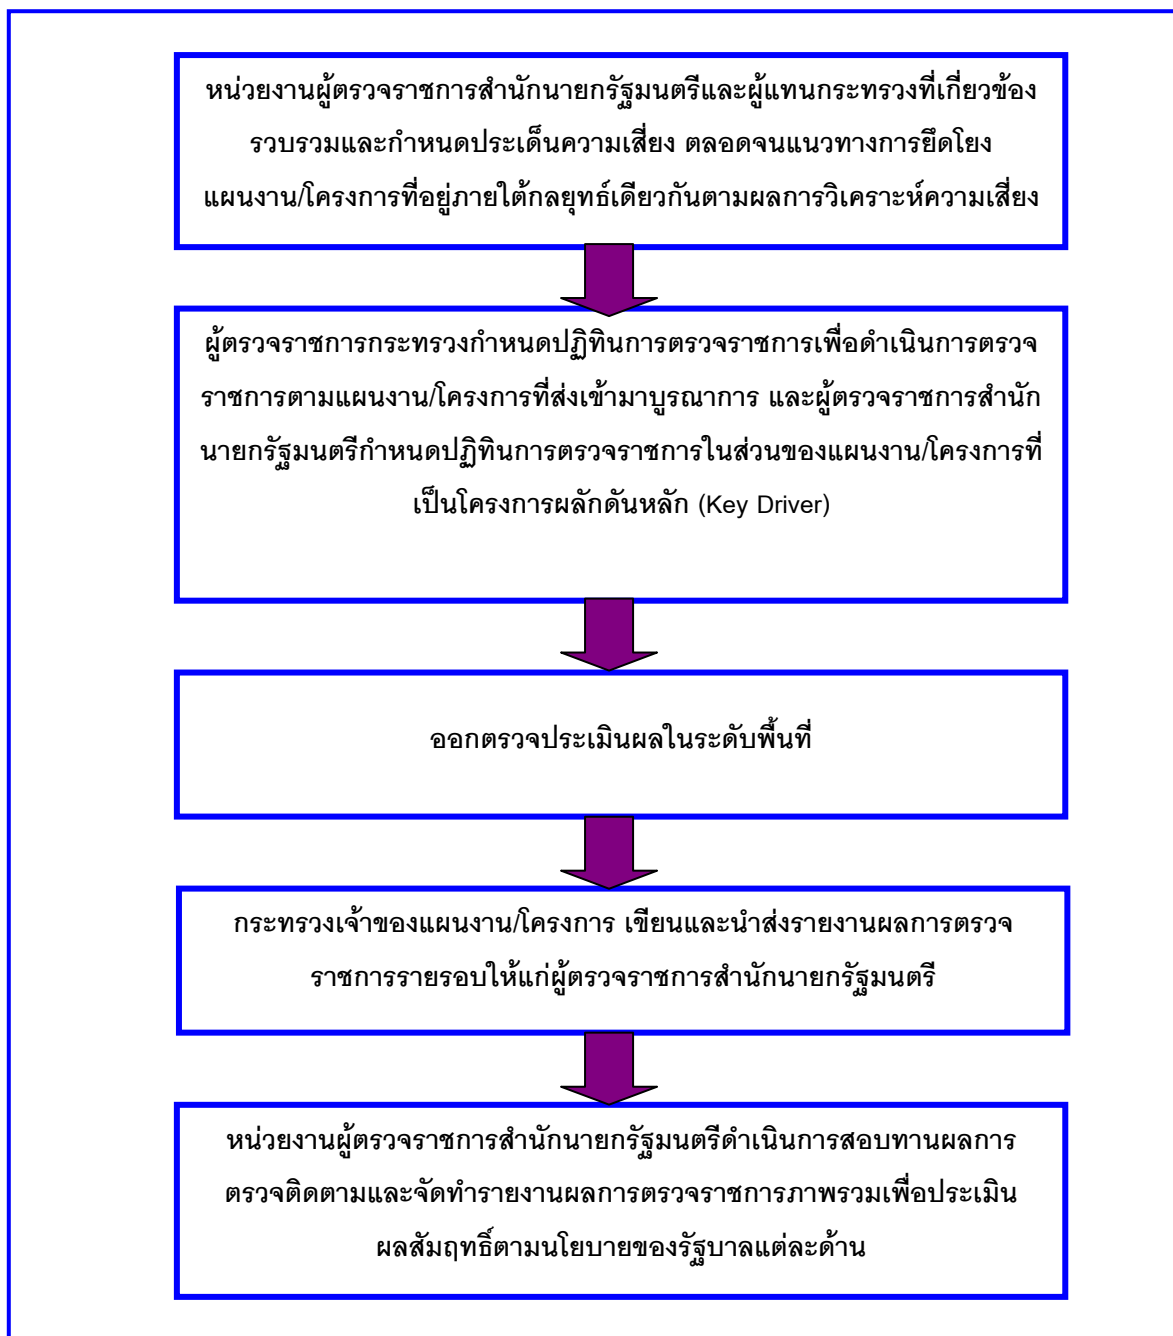 หน่วยงานผู้ตรวจราชการสำนักนายกรัฐมนตรีและผู้แทนกระทรวงที่เกี่ยวข้อง
รวบรวมและกำหนดประเด็นความเสี่ยง ตลอดจนแนวทางการยึดโยง
แผนงาน/โครงการที่อยู่ภายใต้กลยุทธ์เดียวกันตามผลการวิเคราะห์ความเสี่ยง
ผู้ตรวจราชการกระทรวงกำหนดปฏิทินการตรวจราชการเพื่อดำเนินการตรวจ
ราชการตามแผนงาน/โครงการที่ส่งเข้ามาบูรณาการ และผู้ตรวจราชการสำนัก
นายกรัฐมนตรีกำหนดปฏิทินการตรวจราชการในส่วนของแผนงาน/โครงการที่
เป็นโครงการผลักดันหลัก (Key Driver)
ออกตรวจประเมินผลในระดับพื้นที่
กระทรวงเจ้าของแผนงาน/โครงการ เขียนและนำส่งรายงานผลการตรวจ
ราชการรายรอบให้แก่ผู้ตรวจราชการสำนักนายกรัฐมนตรี
หน่วยงานผู้ตรวจราชการสำนักนายกรัฐมนตรีดำเนินการสอบทานผลการ
ตรวจติดตามและจัดทำรายงานผลการตรวจราชการภาพรวมเพื่อประเมิน
ผลสัมฤทธิ์ตามนโยบายของรัฐบาลแต่ละด้าน